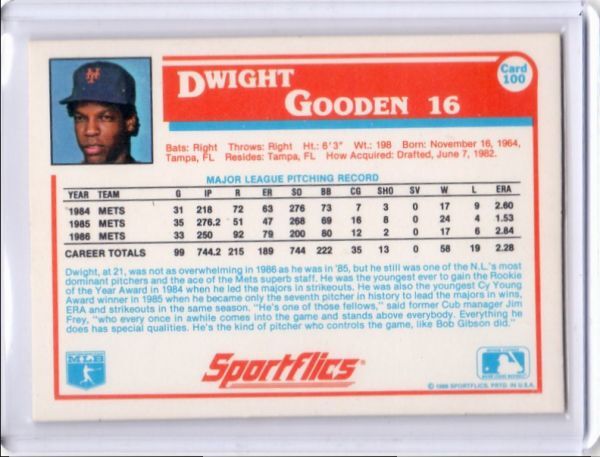 NY
DWIGHT
GOODEN 16
Card
100
Bats: Right Throws: Right Ht.: 6'3" Wt.: 198 Born: November 16, 1964,
Tampa, FL Resides: Tampa, FL How Acquired: Drafted, June 7, 1982.
MAJOR LEAGUE PITCHING RECORD
YEAR TEAM G IP R ER SO BB CG SHO SV W L ERA
1984 METS 31 218 72 63 276 73 7 3 0 17 9 2.60
1985 METS 35 276.2 51 47 268 69 16 8 0 24 4 1.53
1986 METS 33 250 92 79 200 80 12 2 0 17 6 2.84
CAREER TOTALS 99 744.2 215 189 744 222 35 13 0 58 19 2.28
Dwight, at 21, was not as overwhelming in 1986 as he was in '85, but he still was one of the N.L.'s most
dominant pitchers and the ace of the Mets superb staff. He was the youngest ever to gain the Rookie
of the Year Award in 1984 when he led the majors in strikeouts. He was also the youngest Cy Young
Award winner in 1985 when he became only the seventh pitcher in history to lead the majors in wins,
ERA and strikeouts in the same season. "He's one of those fellows," said former Cub manager Jim
Frey, "who every once in awhile comes into the game and stands above everybody. Everything he
does has special qualities. He's the kind of pitcher who controls the game, like Bob Gibson did."
MLB
Sportflics®
© 1986 SPORTFLICS. PRTD. IN U.S.A.